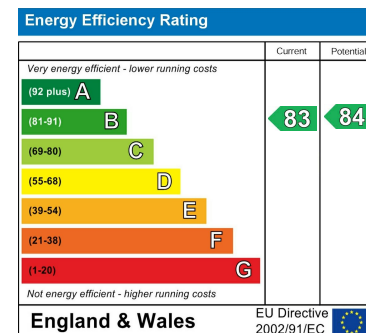 Energy Efficiency Rating
Current Potential
Very energy efficient - lower running costs
(92 plus) A
(81-91) B
83 84
(69-80) C
(55-68) D
(39-54) E
(21-38) F
(1-20) G
Not energy efficient - higher running costs
England & Wales
EU Directive
2002/91/EC